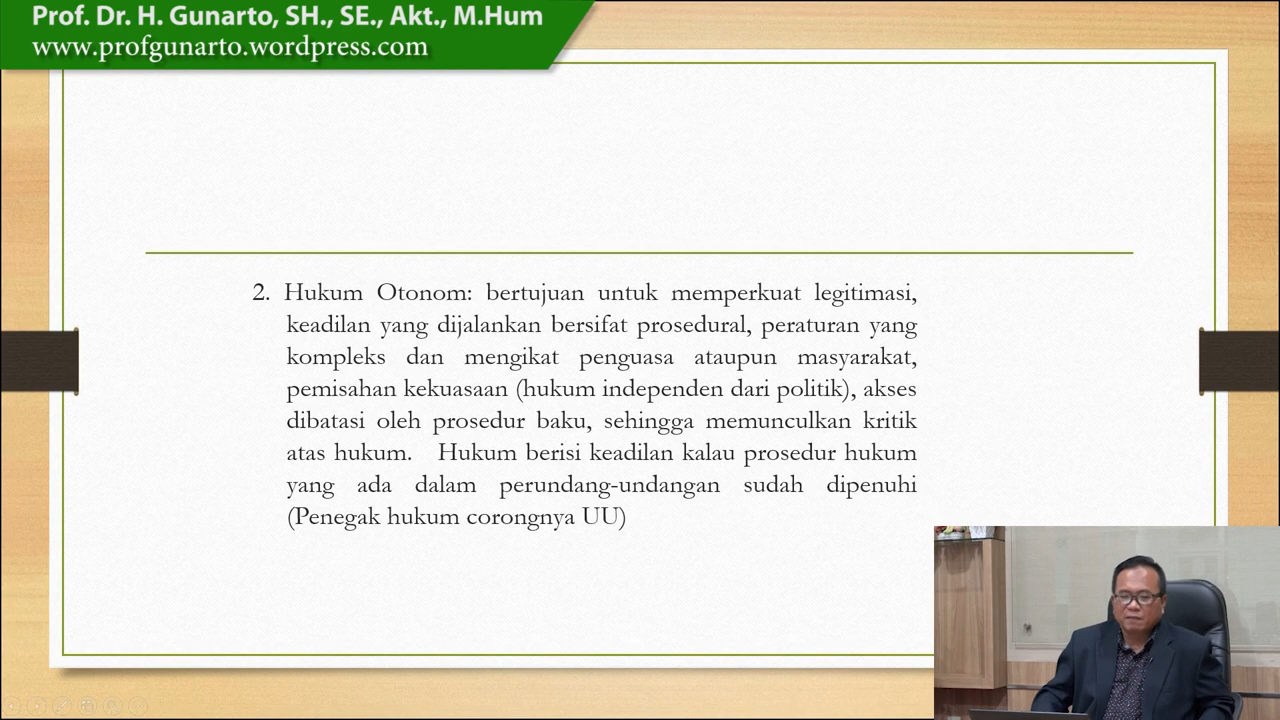 Prof. Dr. H. Gunarto, SH., SE., Akt., M.Hum
www.profgunarto.wordpress.com
2. Hukum Otonom: bertujuan untuk memperkuat legitimasi,
keadilan yang dijalankan bersifat prosedural, peraturan yang
kompleks dan mengikat penguasa ataupun masyarakat,
pemisahan kekuasaan (hukum independen dari politik), akses
dibatasi oleh prosedur baku, sehingga memunculkan kritik
atas hukum. Hukum berisi keadilan kalau prosedur hukum
yang ada dalam perundang-undangan sudah dipenuhi
(Penegak hukum corongnya UU)